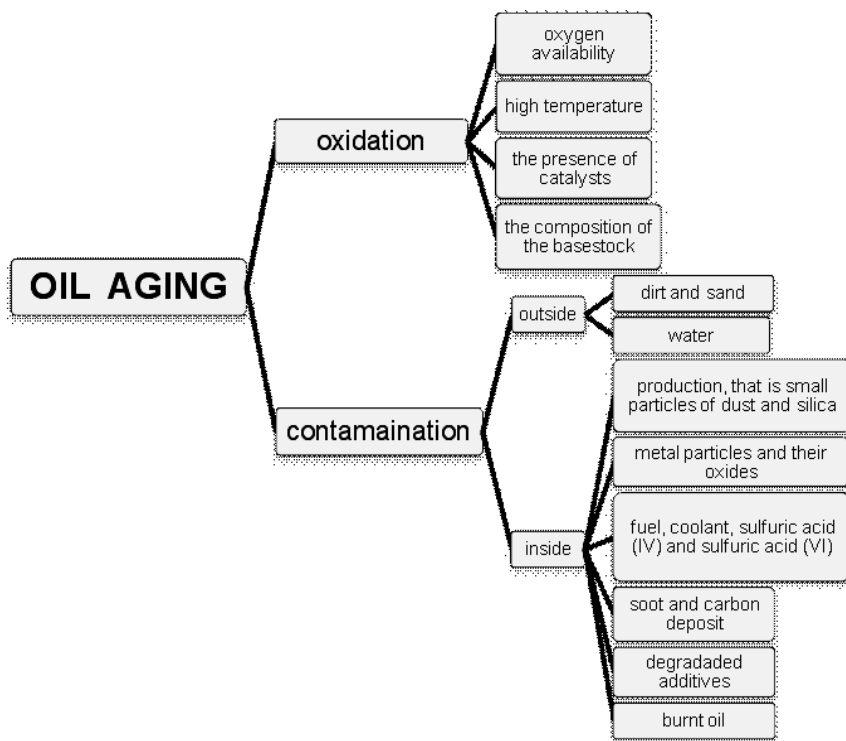 oxygen
availability
high temperature
oxidation
the presence of
catalysts
the composition of
the basestock
OIL AGING
dirt and sand
outside
water
production, that is small
particles of dust and silica
contamaination
metal particles and their
oxides
fuel, coolant, sulfuric acid
(IV) and sulfuric acid (VI)
inside
soot and carbon
deposit
degradaded
additives
burnt oil